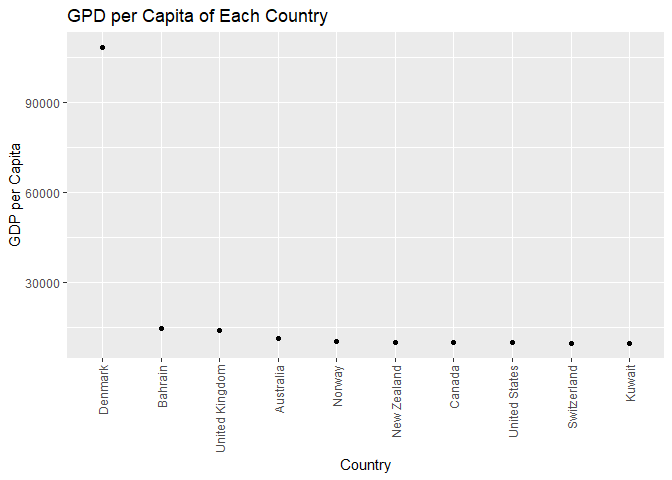 GPD per Capita of Each Country
GDP per Capita
90000
60000
30000
Denmark
Bahrain
United Kingdom
Australia
Norway
New Zealand
Canada
United States
Switzerland
Kuwait
Country